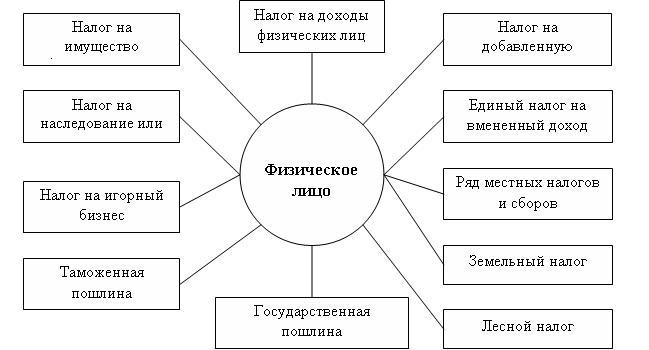 Налог на
имущество
Налог на доходы
физических лиц
Налог на
добавленную
Налог на
наследование или
Единый налог на
вмененный доход
Физическое
лицо
Налог на игорный
бизнес
Ряд местных налогов
и сборов
Таможенная
пошлина
Земельный налог
Государственная
пошлина
Лесной налог